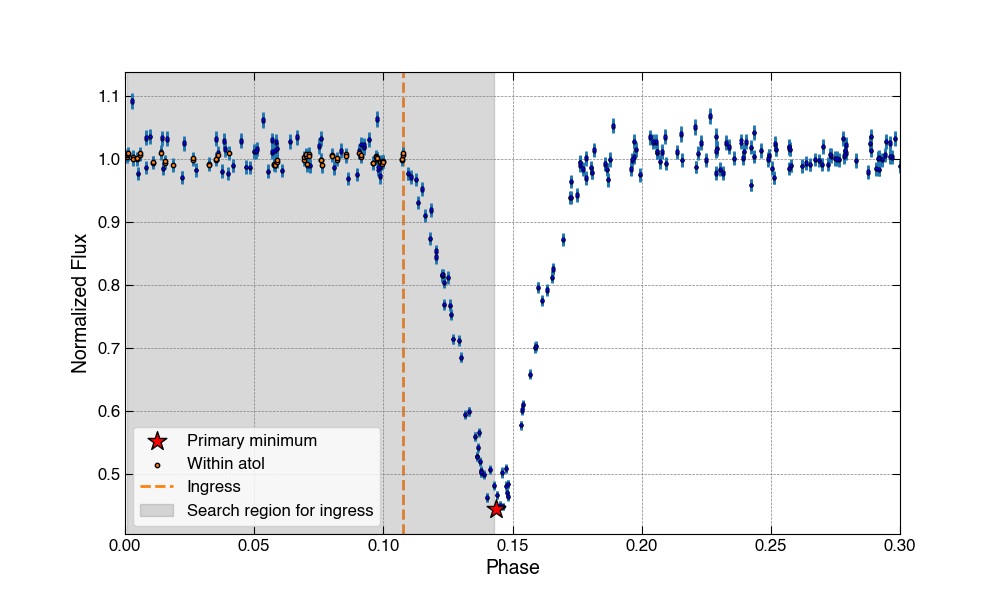 1.1
1.0
0.9
0.8
0.7
0.6
0.5
Normalized Flux
Primary minimum
Within atol
Ingress
Search region for ingress
0.00 0.05 0.10 0.15 0.20 0.25 0.30
Phase